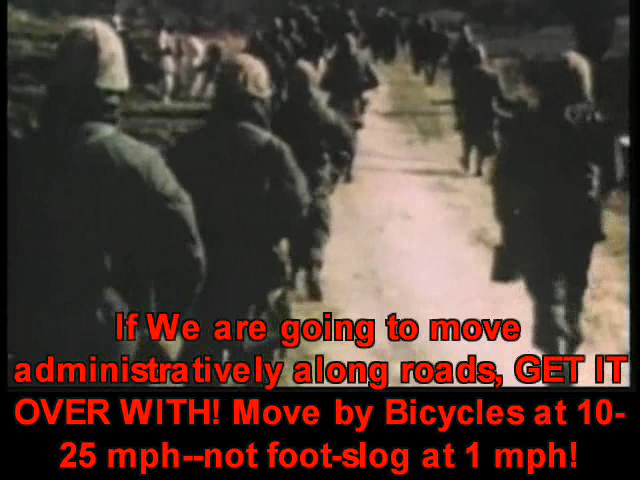 If We are going to move
administratively along roads, GET IT
OVER WITH! Move by Bicycles at 10-
25 mph--not foot-slog at 1 mph!